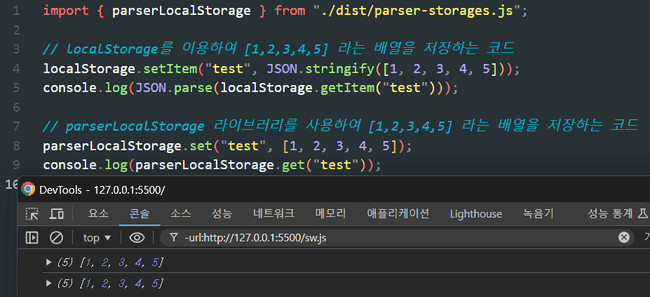 1 import { parserLocalStorage } from "./dist/parser-storages.js";
2
3 // localStorage를 이용하여 [1,2,3,4,5] 라는 배열을 저장하는 코드
4 localStorage.setItem("test", JSON.stringify([1, 2, 3, 4, 5]));
5 console.log(JSON.parse(localStorage.getItem("test")));
6
7 // parserLocalStorage 라이브러리를 사용하여 [1,2,3,4,5] 라는 배열을 저장하는 코드
8 parserLocalStorage.set("test", [1, 2, 3, 4, 5]);
9 console.log(parserLocalStorage.get("test"));
10
DevTools - 127.0.0.1:5500/
요소 콘솔 소스 성능 네트워크 메모리 애플리케이션 Lighthouse 녹음기 성능 통계
top -url:http://127.0.0.1:5500/sw.js
(5) [1, 2, 3, 4, 5]
(5) [1, 2, 3, 4, 5]